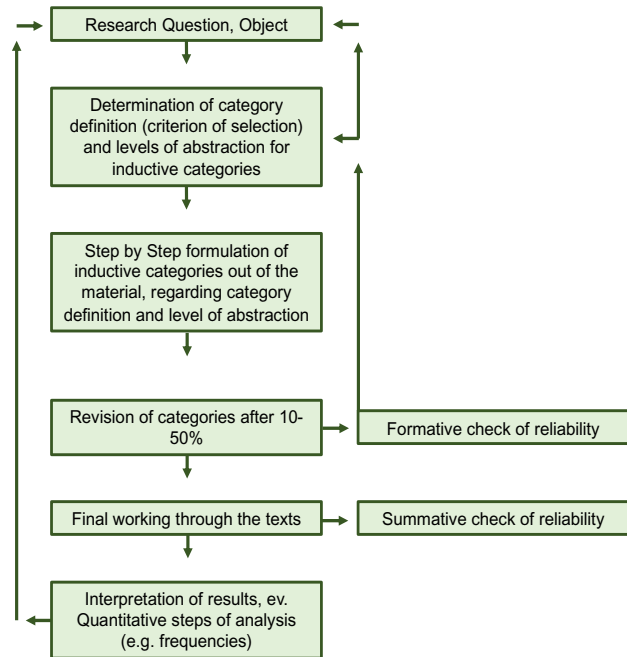 Research Question, Object
Determination of category
definition (criterion of selection)
and levels of abstraction for
inductive categories
Step by Step formulation of
inductive categories out of the
material, regarding category
definition and level of abstraction
Revision of categories after 10-
50%
Formative check of reliability
Final working through the texts
Summative check of reliability
Interpretation of results, ev.
Quantitative steps of analysis
(e.g. frequencies)